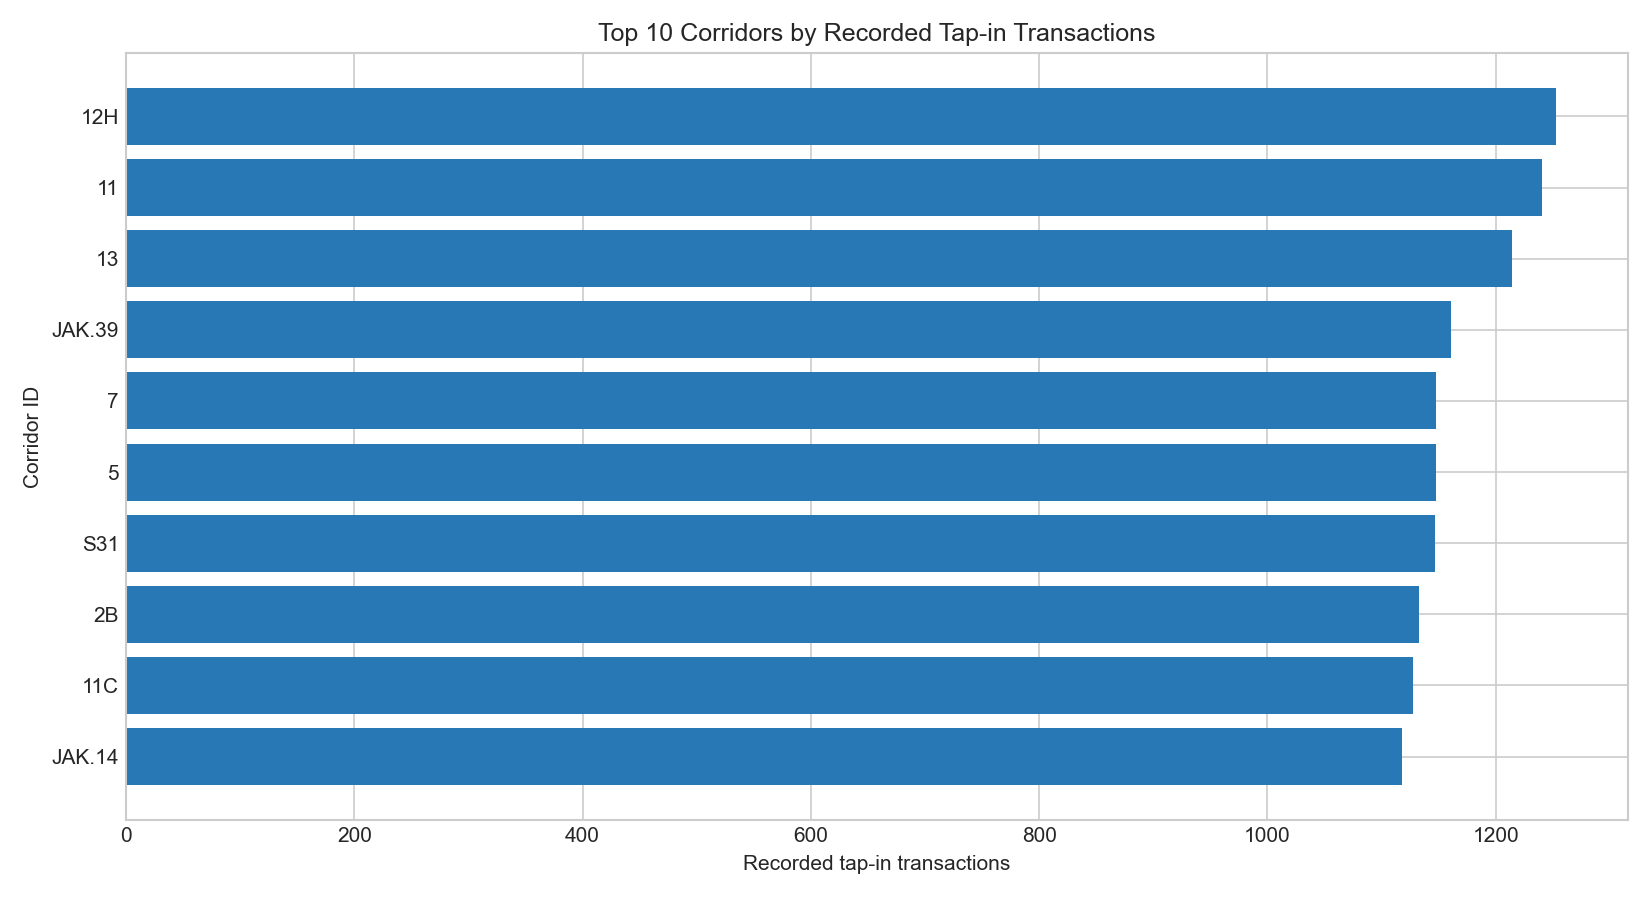 Top 10 Corridors by Recorded Tap-in Transactions
Corridor ID
12H
11
13
JAK.39
7
5
S31
2B
11C
JAK.14
0 200 400 600 800 1000 1200
Recorded tap-in transactions